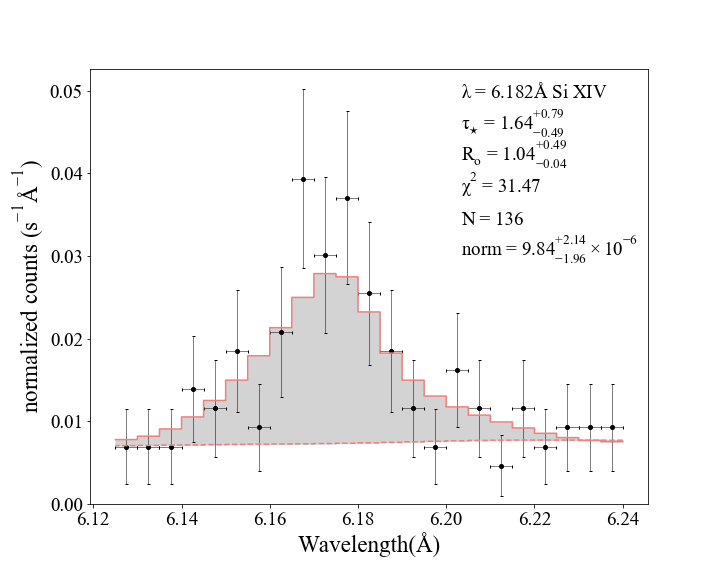 λ = 6.182Å Si XIV
τ⋆ = 1.64 +0.79 −0.49
R₀ = 1.04 +0.49 −0.04
χ² = 31.47
N = 136
norm = 9.84 +2.14 −1.96 × 10⁻⁶
normalized counts (s⁻¹Å⁻¹)
0.05
0.04
0.03
0.02
0.01
0.00
6.12 6.14 6.16 6.18 6.20 6.22 6.24
Wavelength(Å)